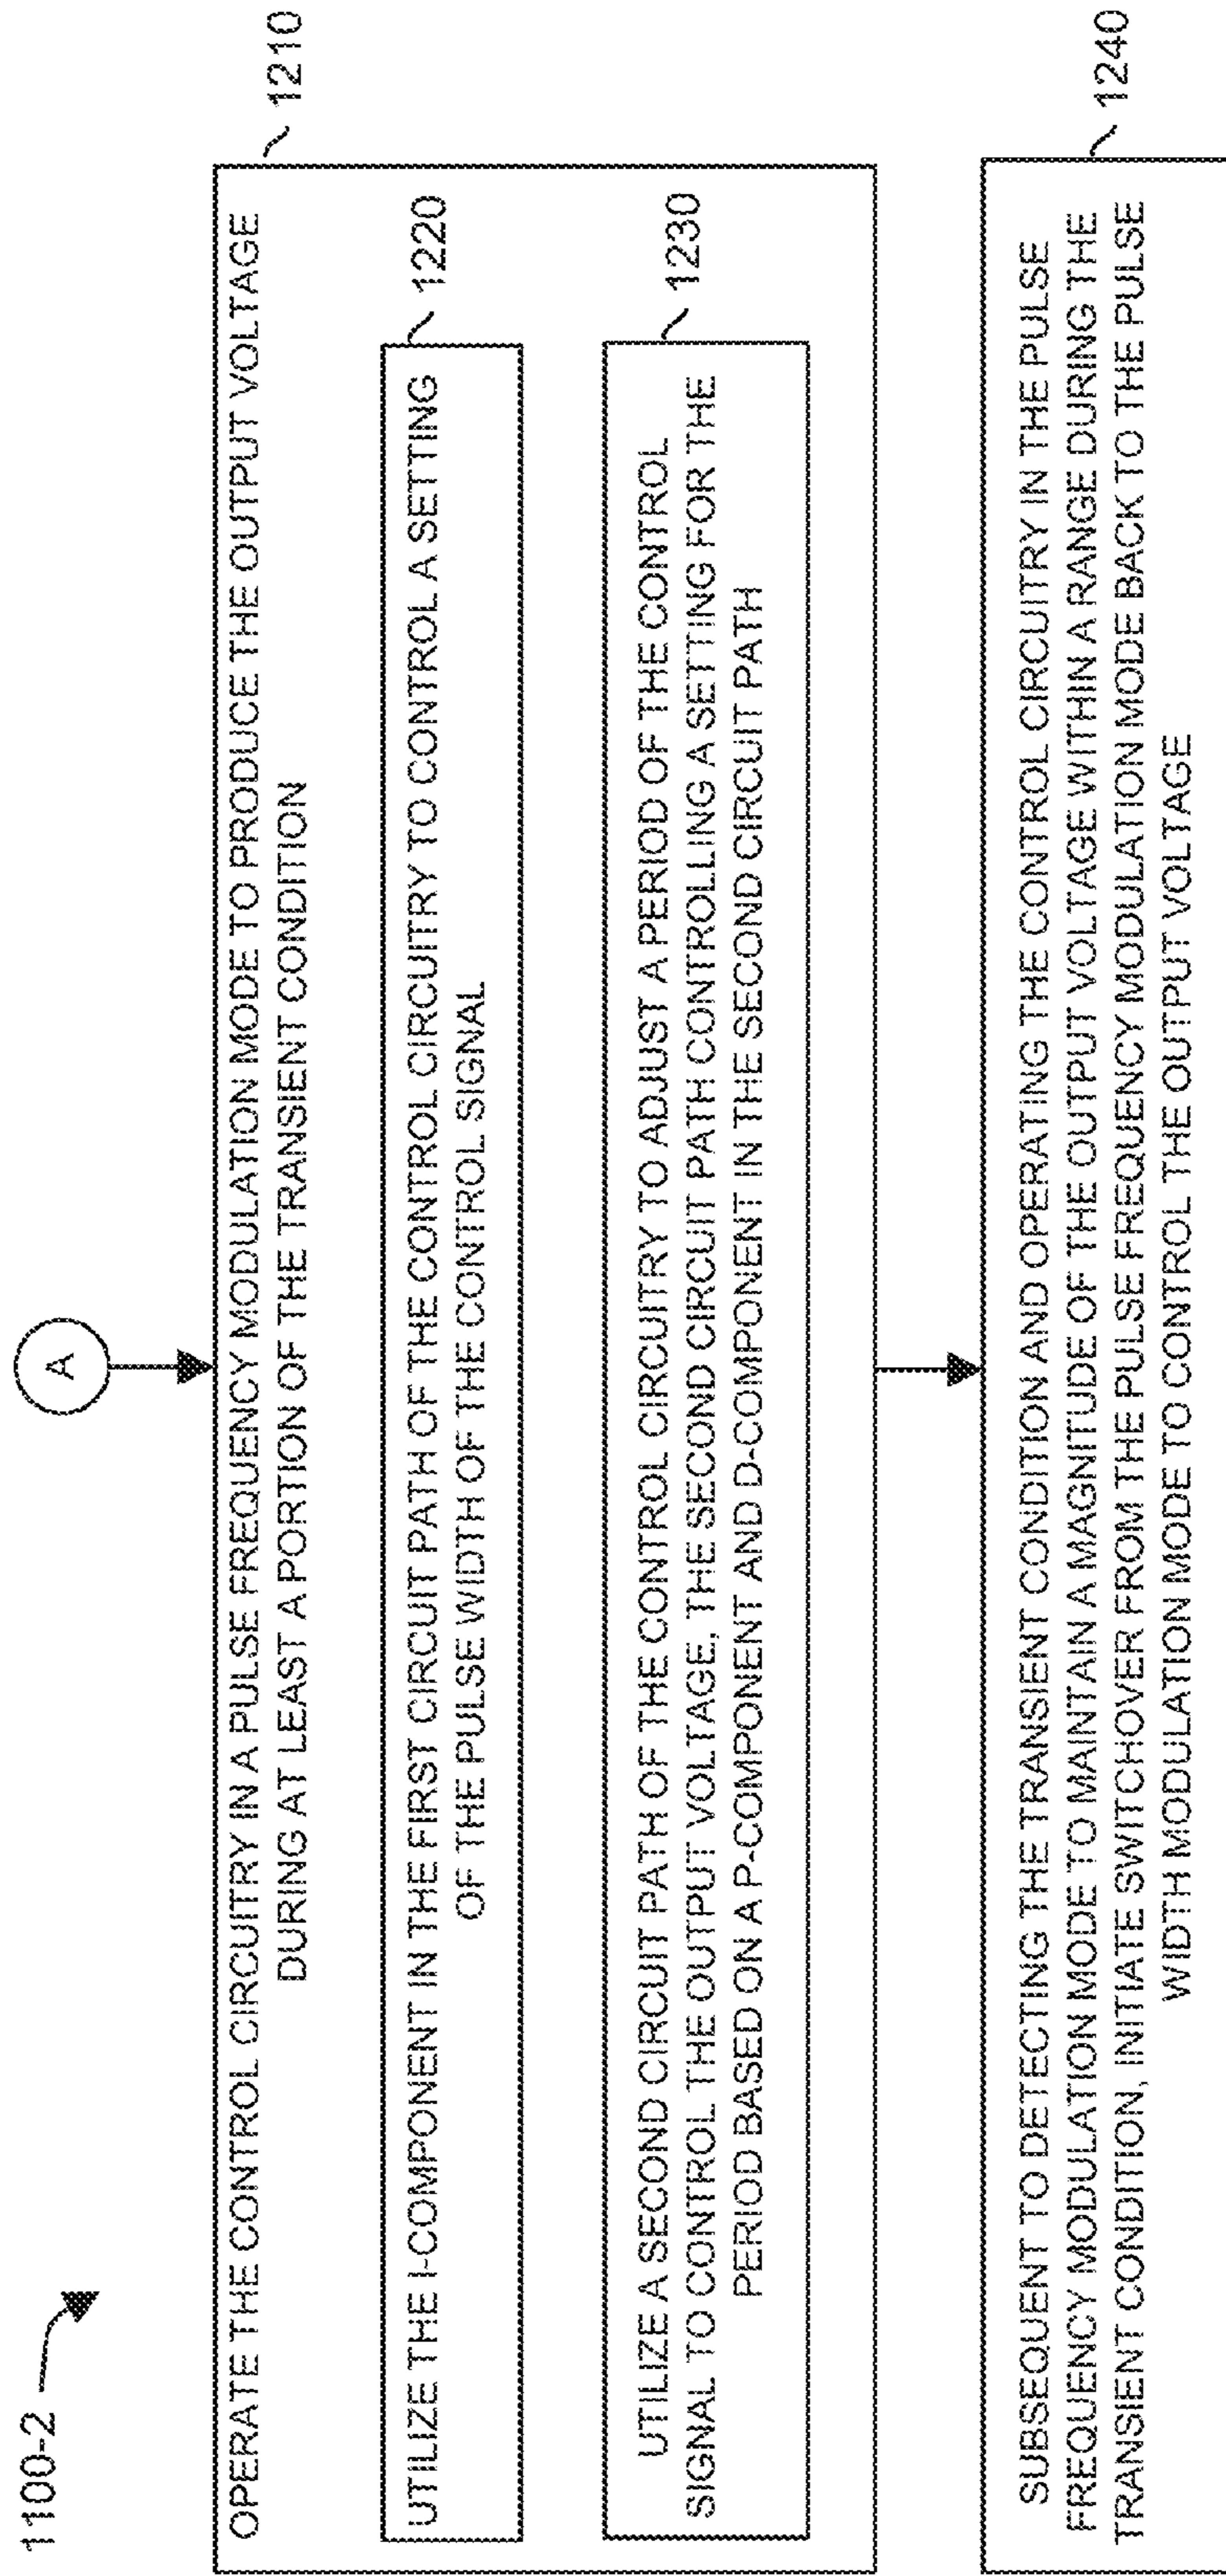 1100-2
A
OPERATE THE CONTROL CIRCUITRY IN A PULSE FREQUENCY MODULATION MODE TO PRODUCE THE OUTPUT VOLTAGE
DURING AT LEAST A PORTION OF THE TRANSIENT CONDITION
1210
UTILIZE THE I-COMPONENT IN THE FIRST CIRCUIT PATH OF THE CONTROL CIRCUITRY TO CONTROL A SETTING
OF THE PULSE WIDTH OF THE CONTROL SIGNAL
1220
UTILIZE A SECOND CIRCUIT PATH OF THE CONTROL CIRCUITRY TO ADJUST A PERIOD OF THE CONTROL
SIGNAL TO CONTROL THE OUTPUT VOLTAGE, THE SECOND CIRCUIT PATH CONTROLLING A SETTING FOR THE
PERIOD BASED ON A P-COMPONENT AND D-COMPONENT IN THE SECOND CIRCUIT PATH
1230
SUBSEQUENT TO DETECTING THE TRANSIENT CONDITION AND OPERATING THE CONTROL CIRCUITRY IN THE PULSE
FREQUENCY MODULATION MODE TO MAINTAIN A MAGNITUDE OF THE OUTPUT VOLTAGE WITHIN A RANGE DURING THE
TRANSIENT CONDITION, INITIATE SWITCHOVER FROM THE PULSE FREQUENCY MODULATION MODE BACK TO THE PULSE
WIDTH MODULATION MODE TO CONTROL THE OUTPUT VOLTAGE
1240